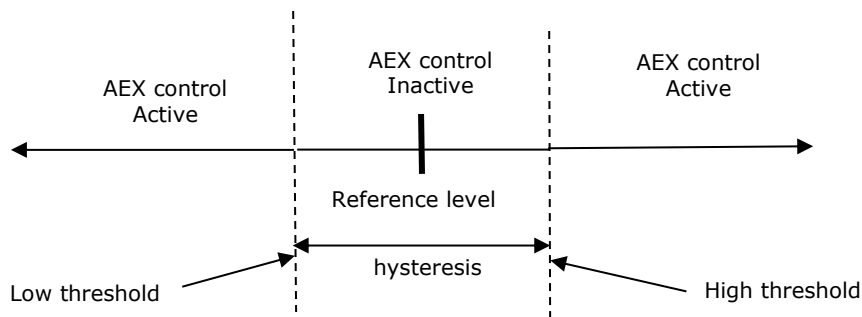 AEX control
Active
AEX control
Inactive
AEX control
Active
Reference level
hysteresis
Low threshold
High threshold